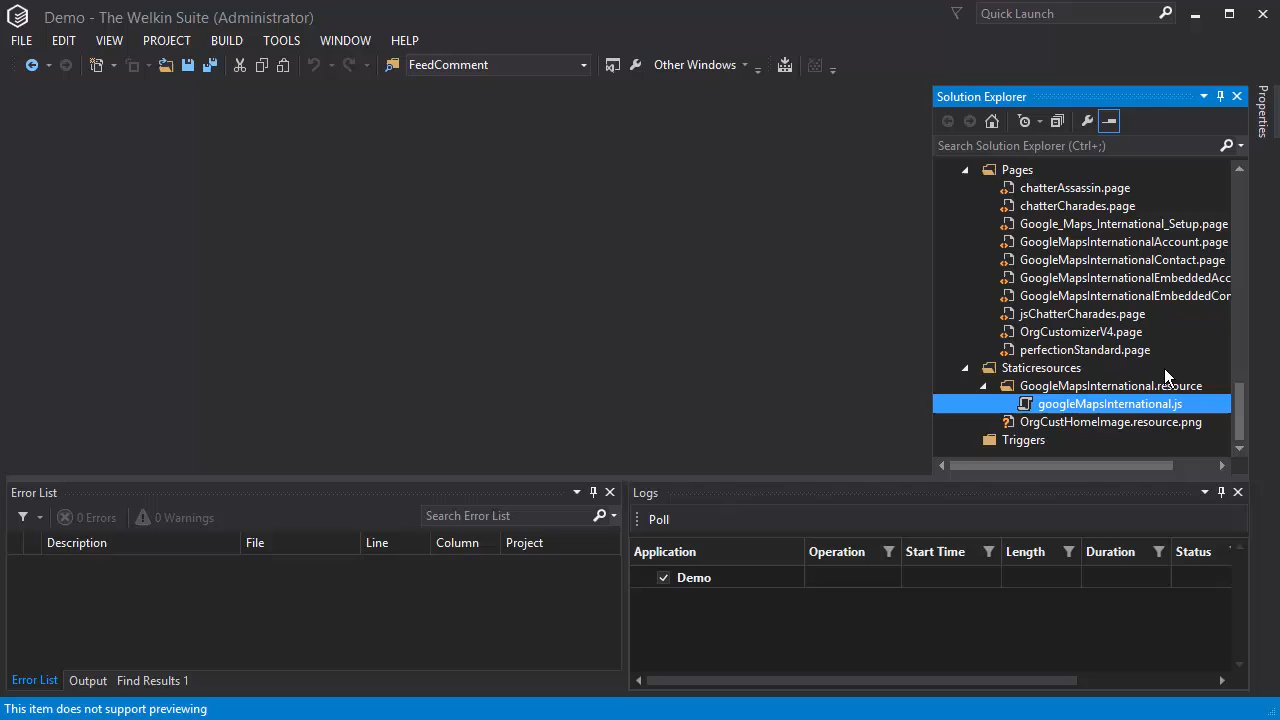 Demo - The Welkin Suite (Administrator)
Quick Launch
FILE EDIT VIEW PROJECT BUILD TOOLS WINDOW HELP
FeedComment
Other Windows
Solution Explorer
Properties
Search Solution Explorer (Ctrl+;)
Pages
chatterAssassin.page
chatterCharades.page
Google_Maps_International_Setup.page
GoogleMapsInternationalAccount.page
GoogleMapsInternationalContact.page
GoogleMapsInternationalEmbeddedAcc
GoogleMapsInternationalEmbeddedCon
jsChatterCharades.page
OrgCustomizerV4.page
perfectionStandard.page
Staticresources
GoogleMapsInternational.resource
googleMapsInternational.js
OrgCustHomeImage.resource.png
Triggers
Error List
0 Errors 0 Warnings Search Error List
Description File Line Column Project
Error List Output Find Results 1
Logs
Poll
Application Operation Start Time Length Duration Status
Demo
This item does not support previewing